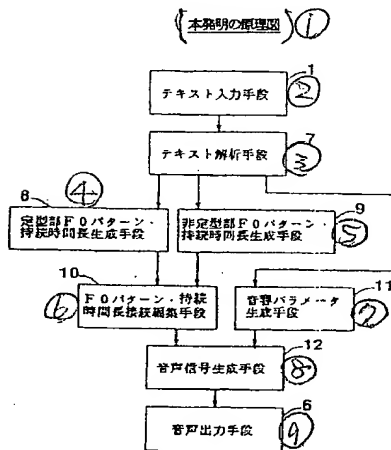 (本発明の原理図) ①
1
テキスト入力手段 ②
7
テキスト解析手段 ③
④
8
定型部F0パターン・
持続時間長生成手段
9
非定型部F0パターン・
持続時間長生成手段 ⑤
10
F0パターン・持続
時間長接続編集手段 ⑥
11
音容パラメータ
生成手段 ⑦
12
音声信号生成手段 ⑧
6
音声出力手段 ⑨